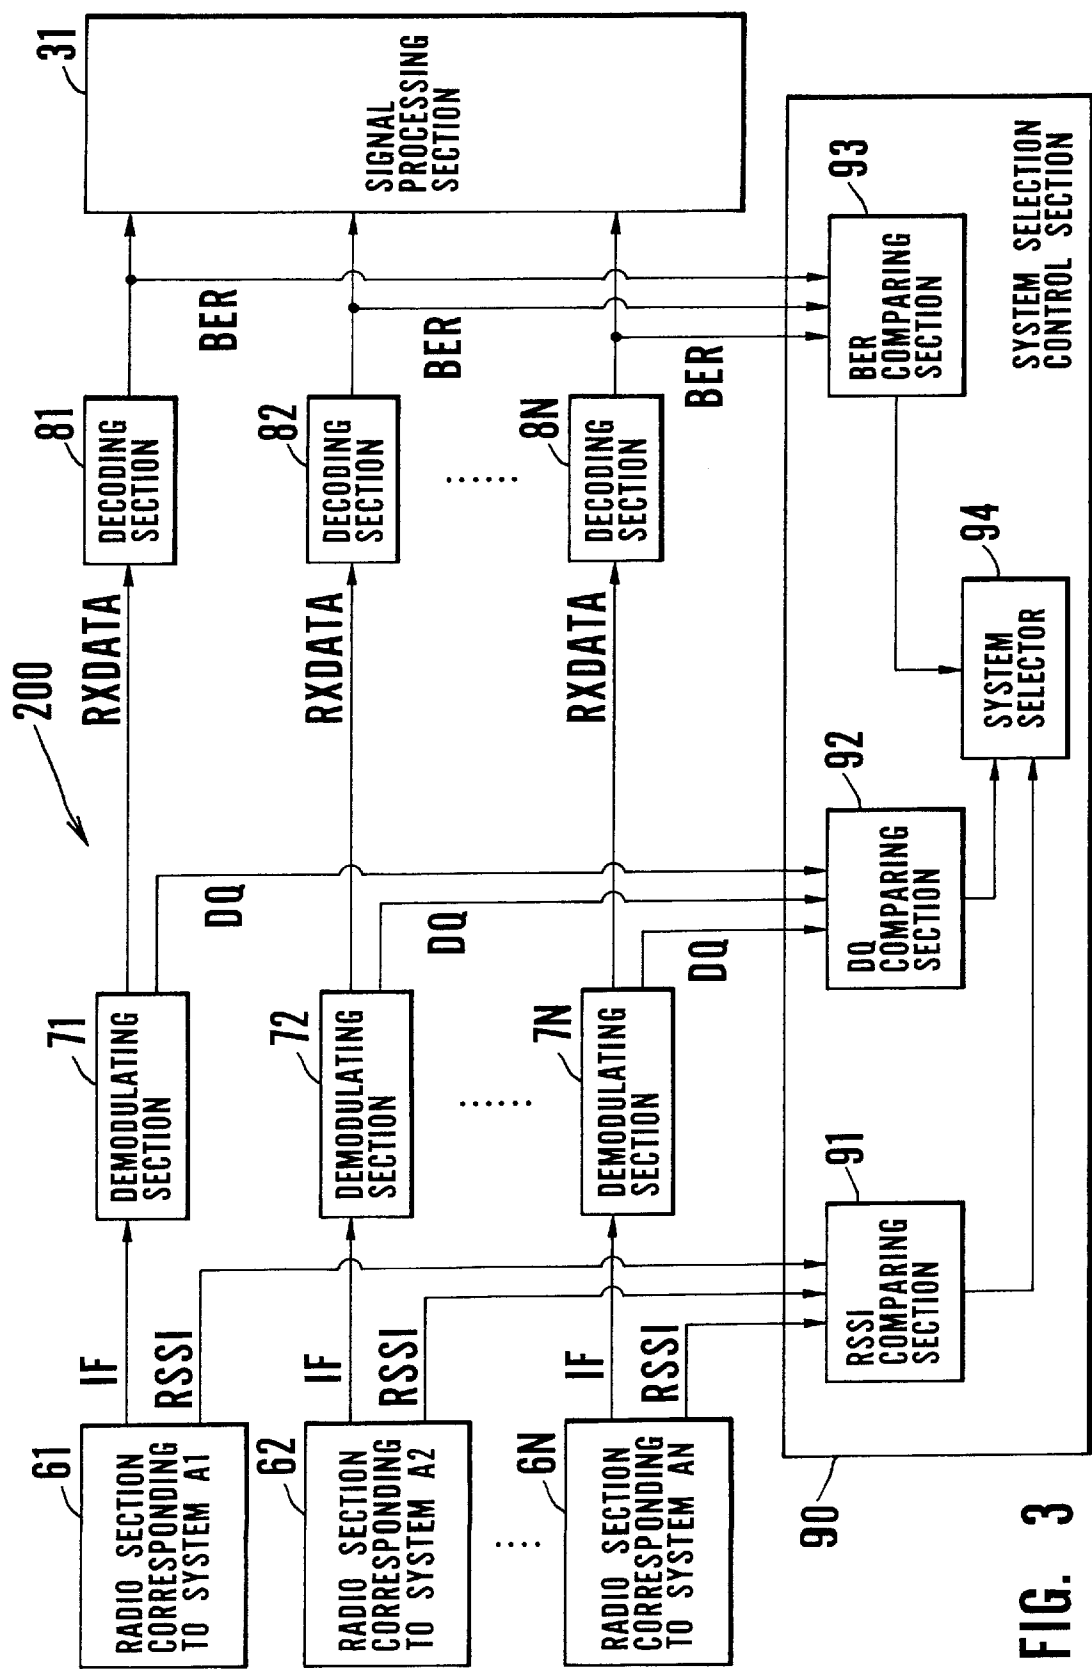 200
61
RADIO SECTION
CORRESPONDING
TO SYSTEM A1
IF
RSSI
71
DEMODULATING
SECTION
DQ
RXDATA
81
DECODING
SECTION
BER
31
SIGNAL
PROCESSING
SECTION
62
RADIO SECTION
CORRESPONDING
TO SYSTEM A2
IF
RSSI
72
DEMODULATING
SECTION
DQ
RXDATA
82
DECODING
SECTION
BER
6N
RADIO SECTION
CORRESPONDING
TO SYSTEM AN
IF
RSSI
7N
DEMODULATING
SECTION
DQ
RXDATA
8N
DECODING
SECTION
BER
90
91
RSSI
COMPARING
SECTION
92
DQ
COMPARING
SECTION
93
BER
COMPARING
SECTION
94
SYSTEM
SELECTOR
SYSTEM SELECTION
CONTROL SECTION
FIG. 3